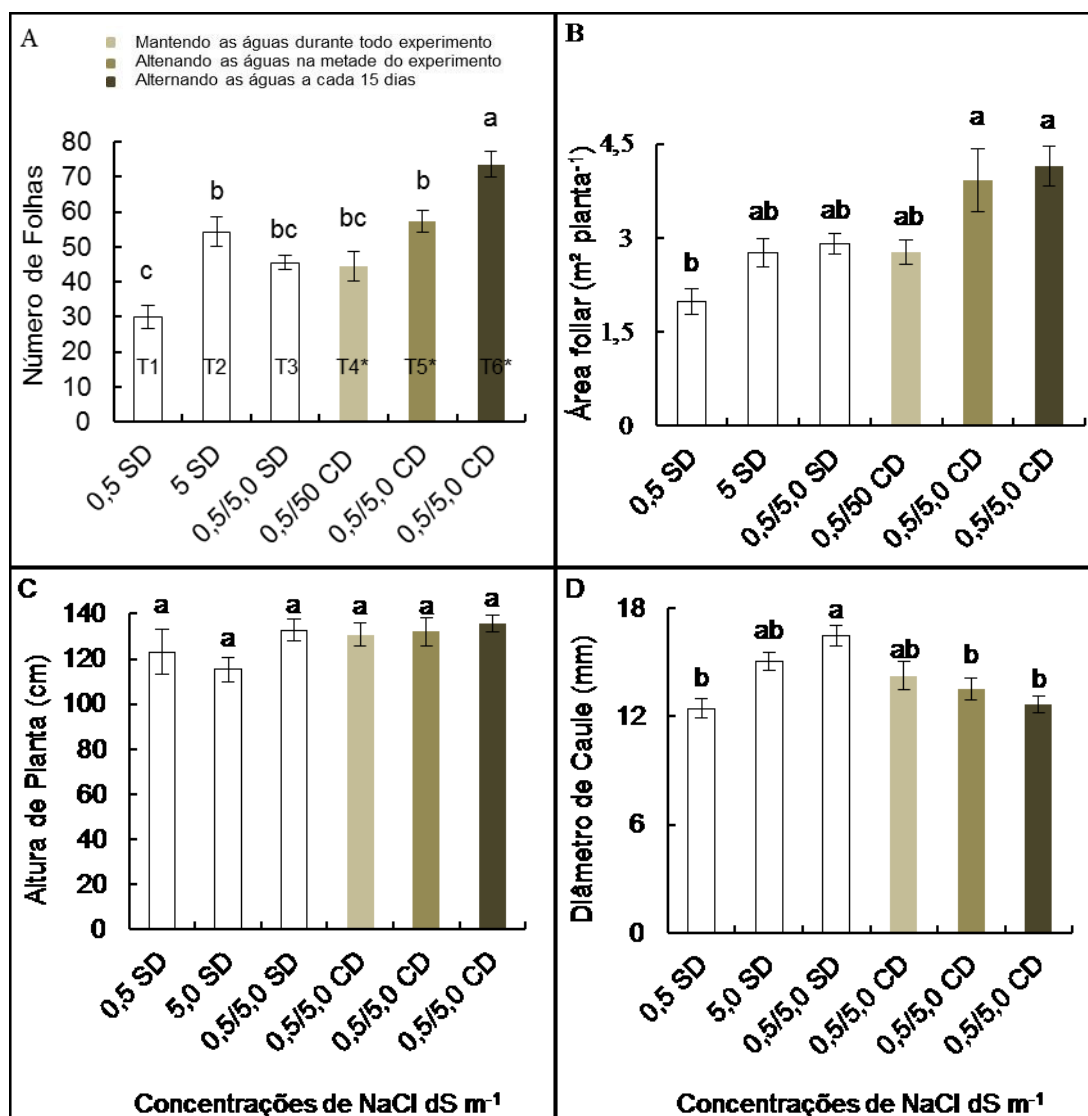 A
Mantendo as águas durante todo experimento
Altenando as águas na metade do experimento
Alternando as águas a cada 15 dias
Número de Folhas
80
70
60
50
40
30
20
10
0
c
b
bc
bc
b
a
T1
T2
T3
T4*
T5*
T6*
0,5 SD
5 SD
0,5/5,0 SD
0,5/50 CD
0,5/5,0 CD
0,5/5,0 CD
B
Área foliar (m² planta-¹)
4,5
3
1,5
0
b
ab
ab
ab
a
a
0,5 SD
5 SD
0,5/5,0 SD
0,5/50 CD
0,5/5,0 CD
0,5/5,0 CD
C
Altura de Planta (cm)
140
120
100
80
60
40
20
0
a
a
a
a
a
a
0,5 SD
5,0 SD
0,5/5,0 SD
0,5/5,0 CD
0,5/5,0 CD
0,5/5,0 CD
Concentrações de NaCl dS m-¹
D
Diâmetro de Caule (mm)
18
12
6
0
b
ab
a
ab
b
b
0,5 SD
5,0 SD
0,5/5,0 SD
0,5/5,0 CD
0,5/5,0 CD
0,5/5,0 CD
Concentrações de NaCl dS m-¹